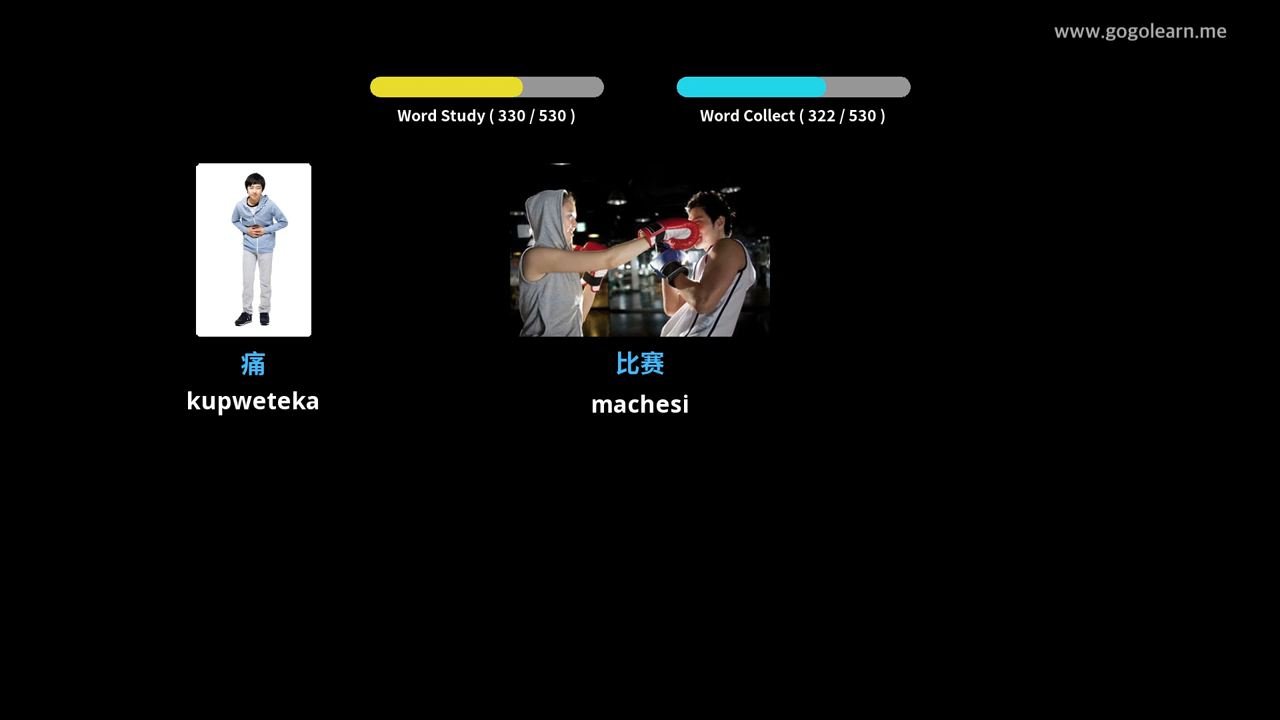 www.gogolearn.me
Word Study ( 330 / 530 )
Word Collect ( 322 / 530 )
痛
kupweteka
比赛
machesi